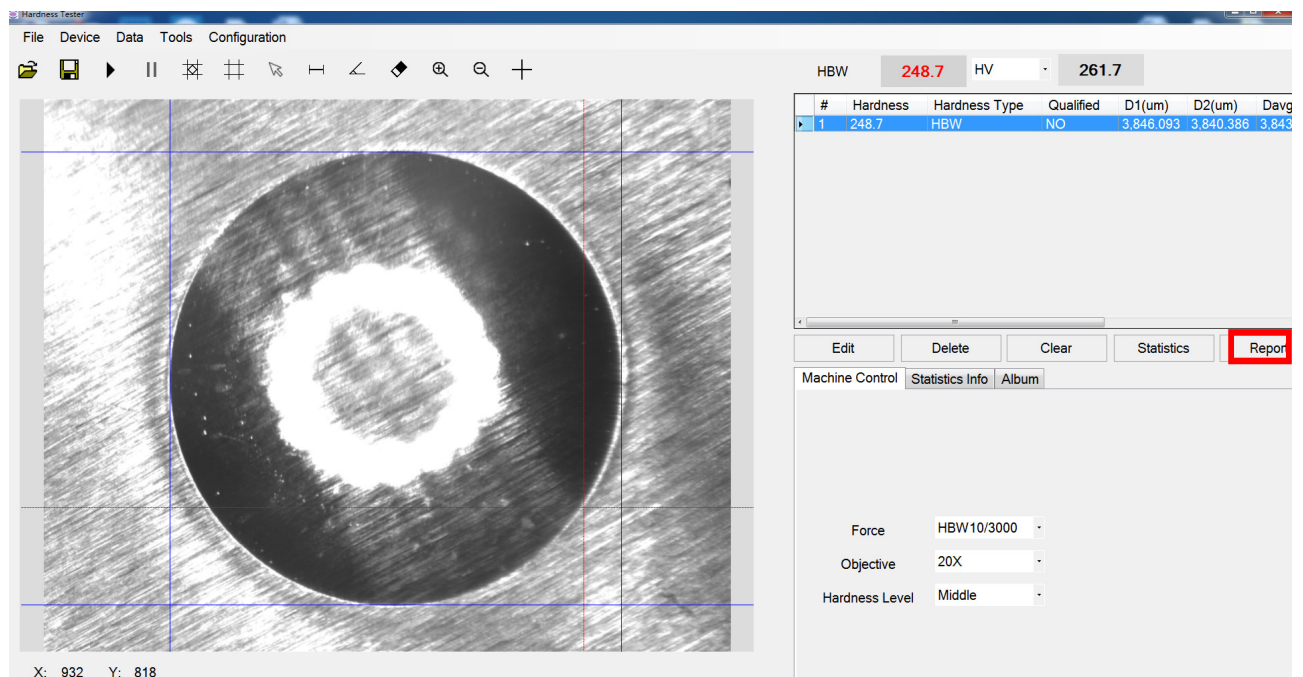 Hardness Tester
File Device Data Tools Configuration
HBW 248.7 HV 261.7
# Hardness Hardness Type Qualified D1(um) D2(um) Davg
1 248.7 HBW NO 3,846.093 3,840.386 3,843
Edit Delete Clear Statistics Repor
Machine Control Statistics Info Album
Force HBW10/3000
Objective 20X
Hardness Level Middle
X: 932 Y: 818